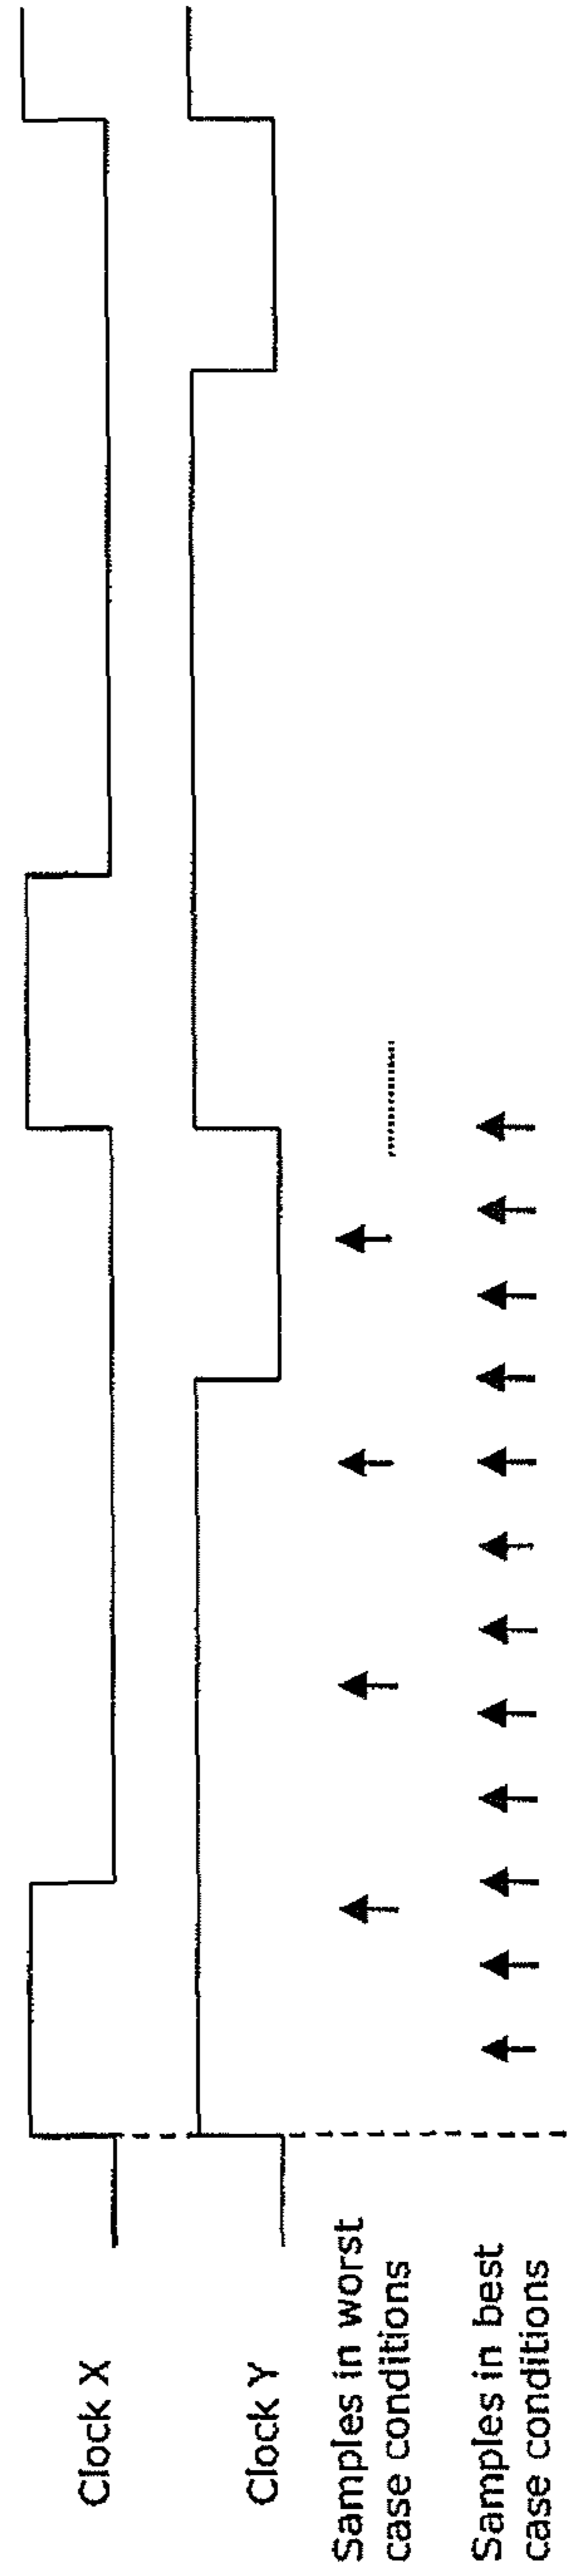 Clock X
Clock Y
Samples in worst
case conditions
Samples in best
case conditions